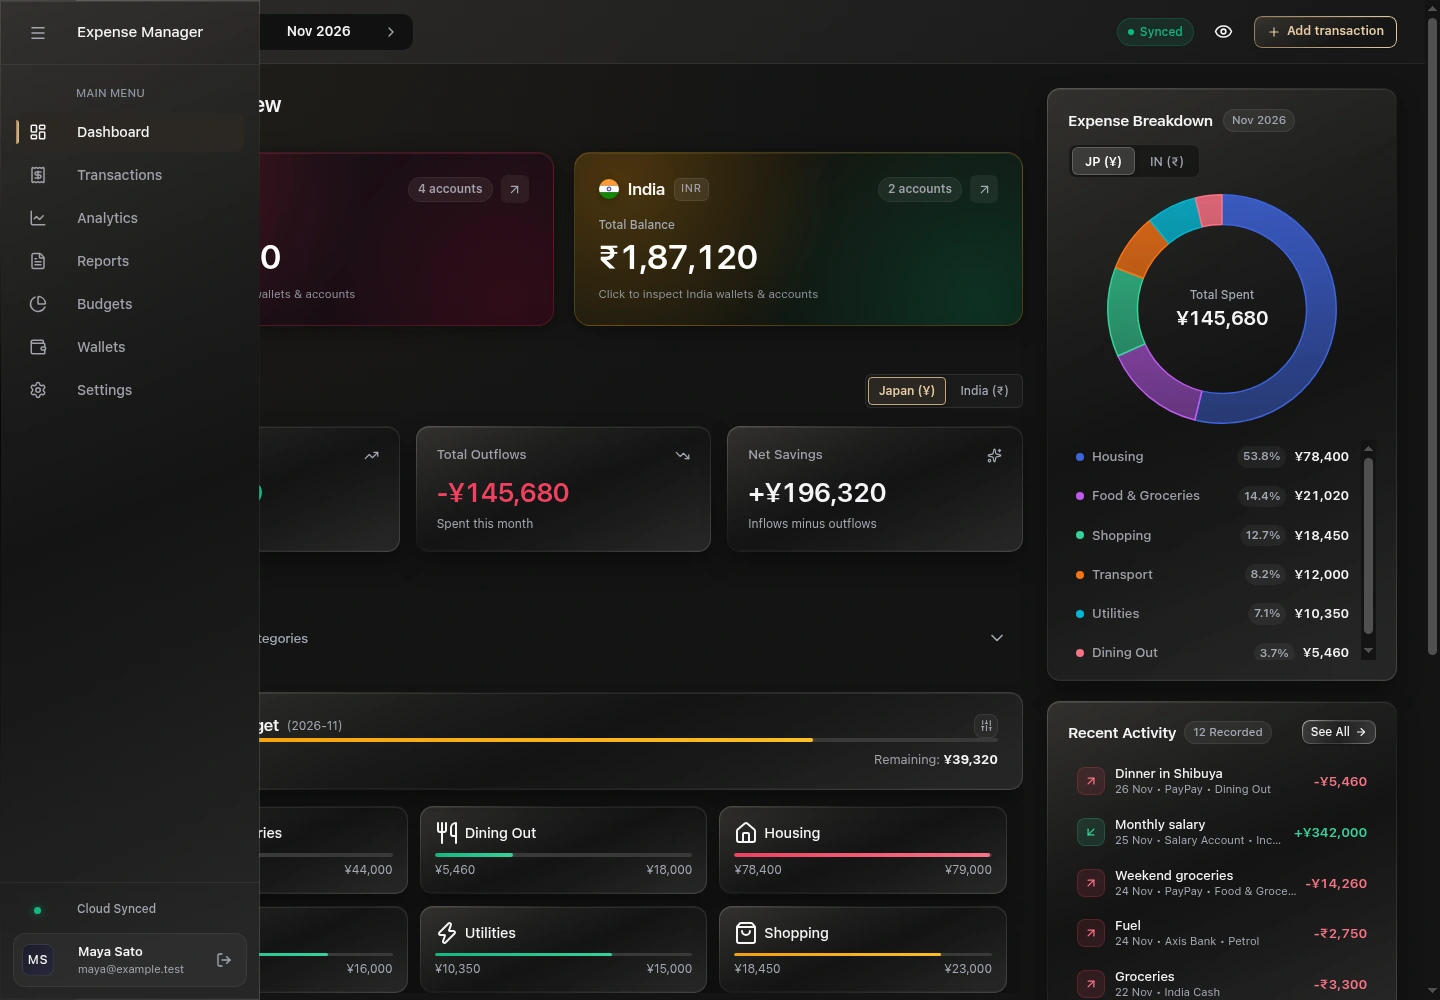 Expense Manager
MAIN MENU
Dashboard
Transactions
Analytics
Reports
Budgets
Wallets
Settings
Cloud Synced
MS
Maya Sato
maya@example.test
Nov 2026
Synced
+ Add transaction
4 accounts
0
India INR
2 accounts
Total Balance
₹1,87,120
Click to inspect India wallets & accounts
& accounts
Japan (¥)
India (₹)
Total Outflows
-¥145,680
Spent this month
Net Savings
+¥196,320
Inflows minus outflows
(2026-11)
Remaining: ¥39,320
¥44,000
Dining Out
¥5,460
¥18,000
Housing
¥78,400
¥79,000
¥16,000
Utilities
¥10,350
¥15,000
Shopping
¥18,450
¥23,000
Expense Breakdown
Nov 2026
JP (¥)
IN (₹)
Total Spent
¥145,680
Housing 53.8% ¥78,400
Food & Groceries 14.4% ¥21,020
Shopping 12.7% ¥18,450
Transport 8.2% ¥12,000
Utilities 7.1% ¥10,350
Dining Out 3.7% ¥5,460
Recent Activity
12 Recorded
See All →
Dinner in Shibuya
26 Nov • PayPay • Dining Out
-¥5,460
Monthly salary
25 Nov • Salary Account • Inc...
+¥342,000
Weekend groceries
24 Nov • PayPay • Food & Groce...
-¥14,260
Fuel
24 Nov • Axis Bank • Petrol
-₹2,750
Groceries
22 Nov • India Cash
-₹3,300